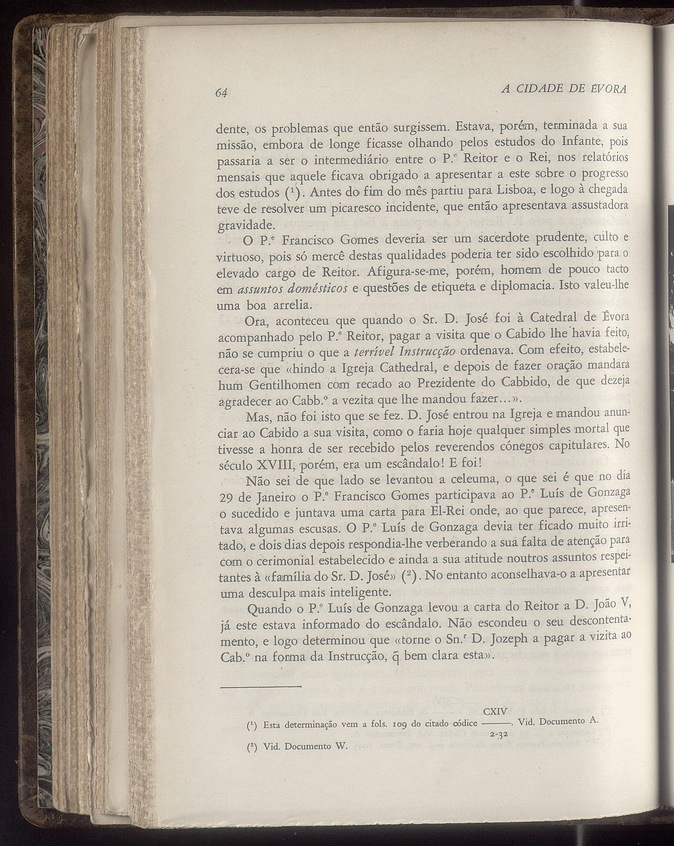 64
A CIDADE DE ÉVORA
dente, os problemas que então surgissem. Estava, porém, terminada a sua
missão, embora de longe ficasse olhando pelos estudos do Infante, pois
passaria a ser o intermediário entre o P.ᵉ Reitor e o Rei, nos relatórios
mensais que aquele ficava obrigado a apresentar a este sobre o progresso
dos estudos (¹). Antes do fim do mês partiu para Lisboa, e logo à chegada
teve de resolver um picaresco incidente, que então apresentava assustadora
gravidade.
O P.ᵉ Francisco Gomes deveria ser um sacerdote prudente, culto e
virtuoso, pois só mercê destas qualidades poderia ter sido escolhido para o
elevado cargo de Reitor. Afigura-se-me, porém, homem de pouco tacto
em assuntos domésticos e questões de etiqueta e diplomacia. Isto valeu-lhe
uma boa arrelia.
Ora, aconteceu que quando o Sr. D. José foi à Catedral de Évora
acompanhado pelo P.ᵉ Reitor, pagar a visita que o Cabido lhe havia feito,
não se cumpriu o que a terrível Instrucção ordenava. Com efeito, estabele-
cera-se que «hindo a Igreja Cathedral, e depois de fazer oração mandara
hum Gentilhomen com recado ao Prezidente do Cabbido, de que dezeja
agradecer ao Cabb.º a vezita que lhe mandou fazer...».
Mas, não foi isto que se fez. D. José entrou na Igreja e mandou anun-
ciar ao Cabido a sua visita, como o faria hoje qualquer simples mortal que
tivesse a honra de ser recebido pelos reverendos cónegos capitulares. No
século XVIII, porém, era um escândalo! E foi!
Não sei de que lado se levantou a celeuma, o que sei é que no dia
29 de Janeiro o P.ᵉ Francisco Gomes participava ao P.ᵉ Luís de Gonzaga
o sucedido e juntava uma carta para El-Rei onde, ao que parece, apresen-
tava algumas escusas. O P.ᵉ Luís de Gonzaga devia ter ficado muito irri-
tado, e dois dias depois respondia-lhe verberando a sua falta de atenção para
com o cerimonial estabelecido e ainda a sua atitude noutros assuntos respei-
tantes à «família do Sr. D. José» (²). No entanto aconselhava-o a apresentar
uma desculpa mais inteligente.
Quando o P.ᵉ Luís de Gonzaga levou a carta do Reitor a D. João V,
já este estava informado do escândalo. Não escondeu o seu descontenta-
mento, e logo determinou que «torne o Sn.ʳ D. Jozeph a pagar a vizita ao
Cab.º na forma da Instrucção, q̃ bem clara esta».
(¹) Esta determinação vem a fols. 109 do citado códice CXIV / 2-32. Vid. Documento A.
(²) Vid. Documento W.